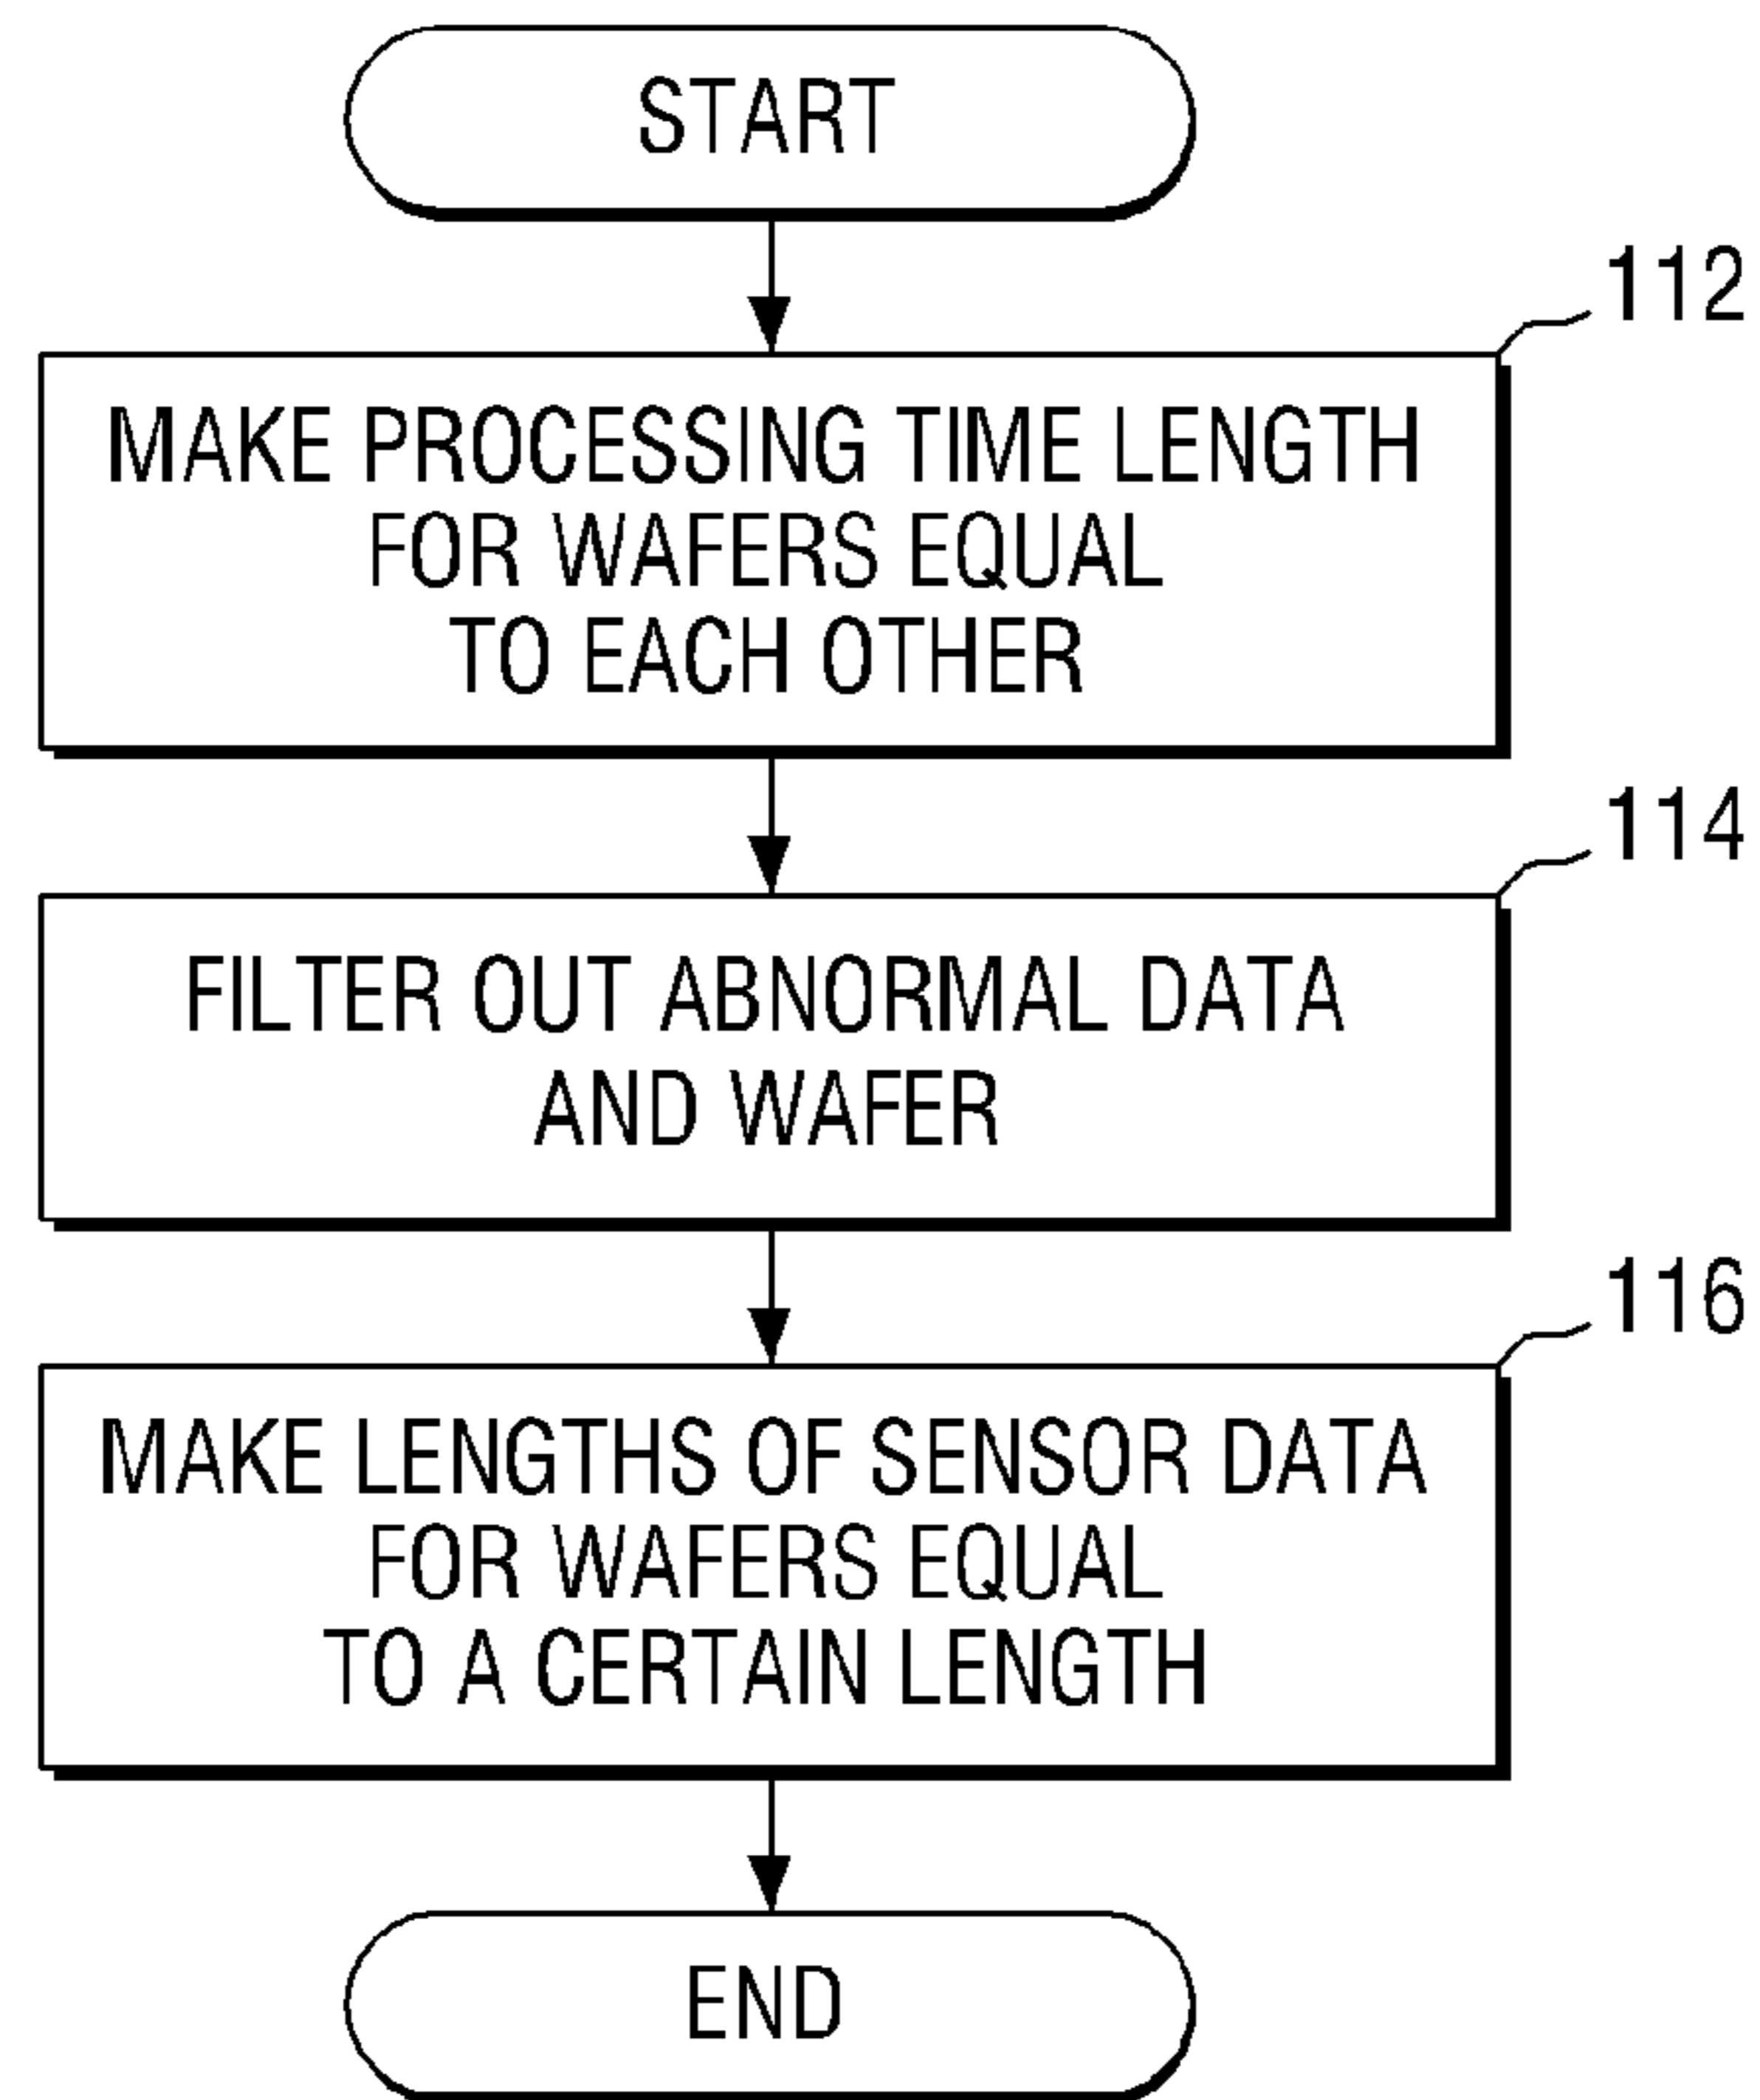 START
112
MAKE PROCESSING TIME LENGTH
FOR WAFERS EQUAL
TO EACH OTHER
114
FILTER OUT ABNORMAL DATA
AND WAFER
116
MAKE LENGTHS OF SENSOR DATA
FOR WAFERS EQUAL
TO A CERTAIN LENGTH
END